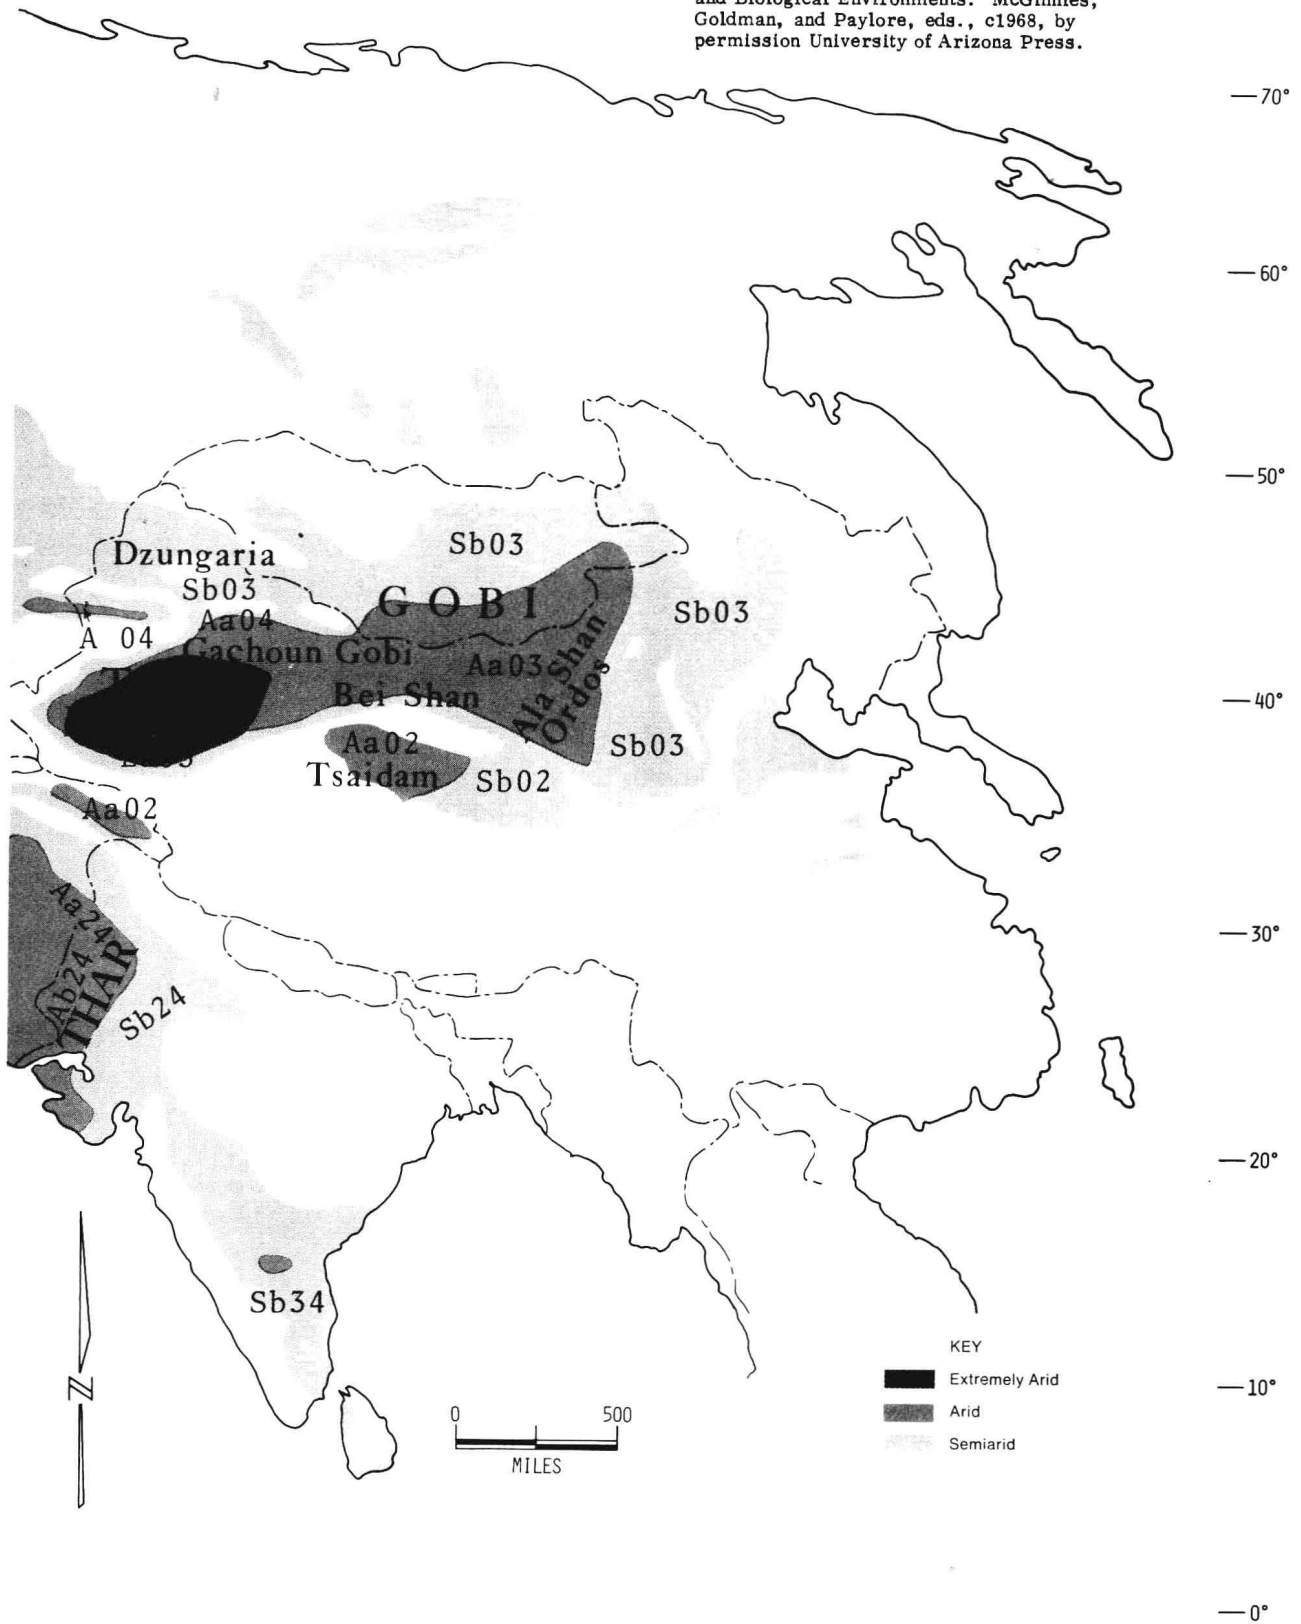 and Biological Environments. McGinnies,
Goldman, and Paylore, eds., c1968, by
permission University of Arizona Press.
70°
60°
50°
Sb03
Dzungaria
Sb03
GOBI
Aa04
Sb03
A 04
Gachoun Gobi
Aa03
Ala Shan
Ordos
Bei Shan
40°
Aa02
Sb03
Tsaidam
Sb02
Aa02
Aa24
30°
Ab24
THAR
Sb24
20°
Sb34
KEY
Extremely Arid
10°
Arid
0 500
Semiarid
MILES
N
0°